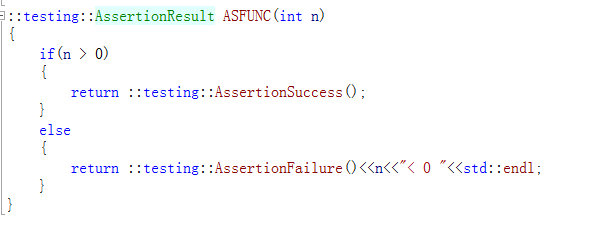 ::testing::AssertionResult ASFUNC(int n)
{
    if(n > 0)
    {
        return ::testing::AssertionSuccess();
    }
    else
    {
        return ::testing::AssertionFailure()<<n<<"< 0 "<<std::endl;
    }
}